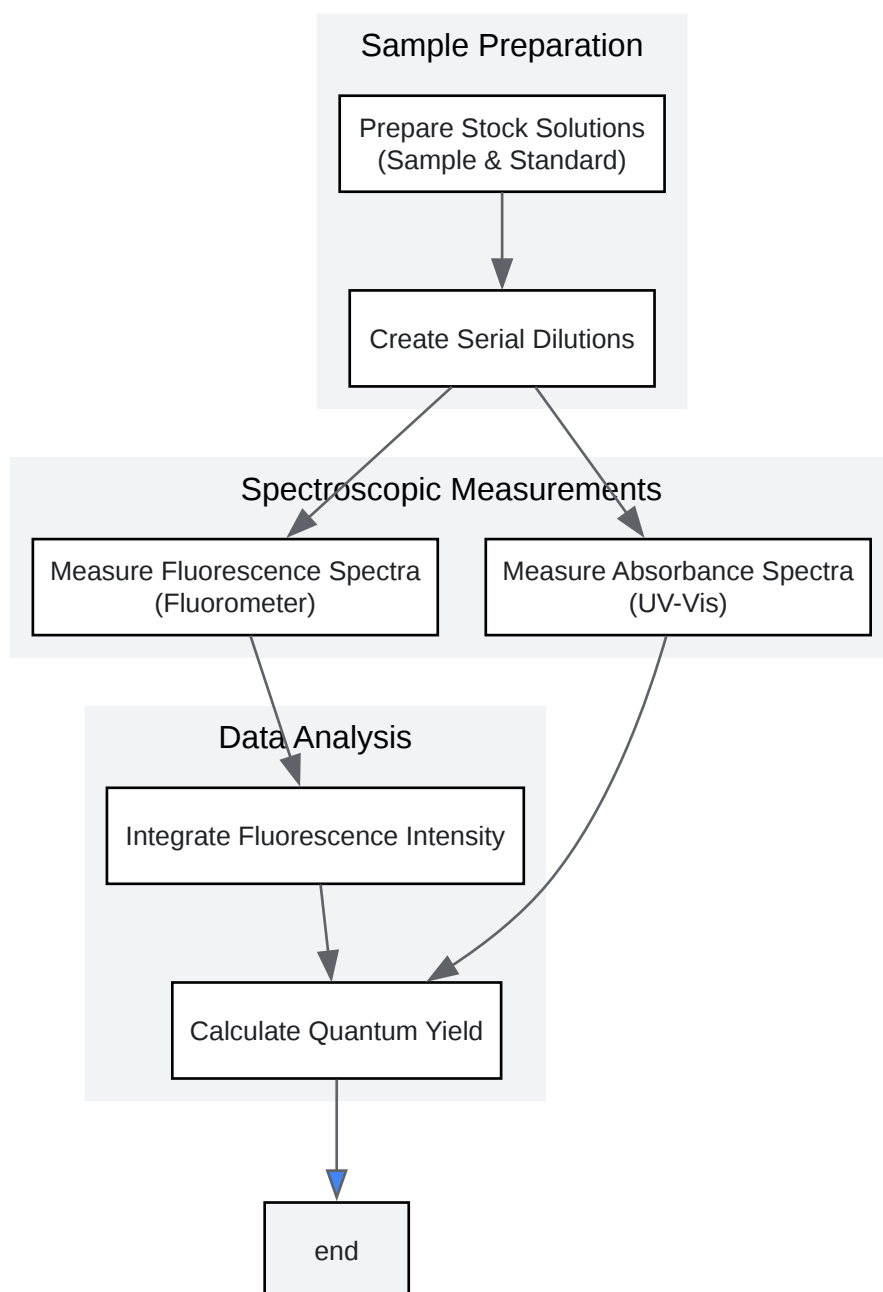 Sample Preparation
Prepare Stock Solutions
(Sample & Standard)
Create Serial Dilutions
Spectroscopic Measurements
Measure Fluorescence Spectra
(Fluorometer)
Measure Absorbance Spectra
(UV-Vis)
Data Analysis
Integrate Fluorescence Intensity
Calculate Quantum Yield
end